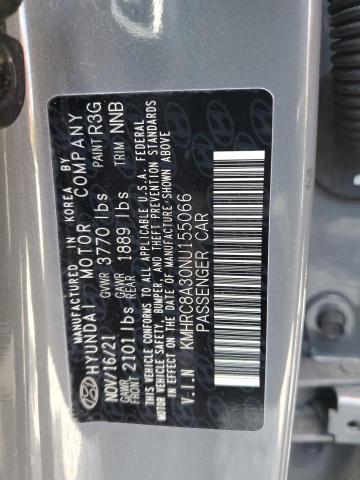 MANUFACTURED IN KOREA BY
HYUNDAI MOTOR COMPANY
NOV/16/21 GVWR 3770 lbs PAINT R3G
GAWR FRONT 2101 lbs GAWR REAR 1889 lbs TRIM NNB
THIS VEHICLE CONFORMS TO ALL APPLICABLE U.S.A. FEDERAL
MOTOR VEHICLE SAFETY, BUMPER, AND THEFT PREVENTION STANDARDS
IN EFFECT ON THE DATE OF MANUFACTURE SHOWN ABOVE
V.I.N KMHRC8A30NU155066
PASSENGER CAR